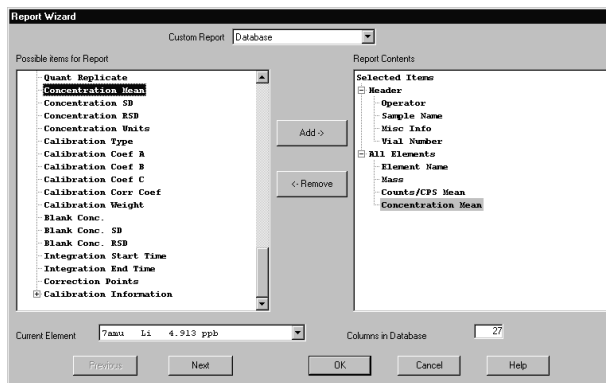 Report Wizard
Custom Report Database
Possible items for Report
Quant Replicate
Concentration Mean
Concentration SD
Concentration RSD
Concentration Units
Calibration Type
Calibration Coef A
Calibration Coef B
Calibration Coef C
Calibration Corr Coef
Calibration Weight
Blank Conc.
Blank Conc. SD
Blank Conc. RSD
Integration Start Time
Integration End Time
Correction Points
Calibration Information
Add ->
<- Remove
Report Contents
Selected Items
Header
Operator
Sample Name
Misc Info
Vial Number
All Elements
Element Name
Mass
Counts/CPS Mean
Concentration Mean
Current Element 7amu Li 4.913 ppb
Columns in Database 27
Previous Next OK Cancel Help